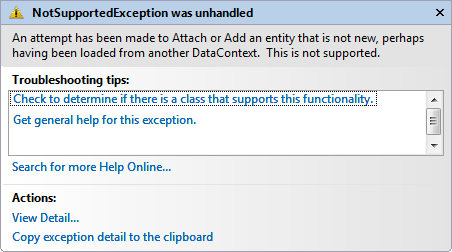 NotSupportedException was unhandled
An attempt has been made to Attach or Add an entity that is not new, perhaps
having been loaded from another DataContext.  This is not supported.
Troubleshooting tips:
Check to determine if there is a class that supports this functionality.
Get general help for this exception.
Search for more Help Online...
Actions:
View Detail...
Copy exception detail to the clipboard